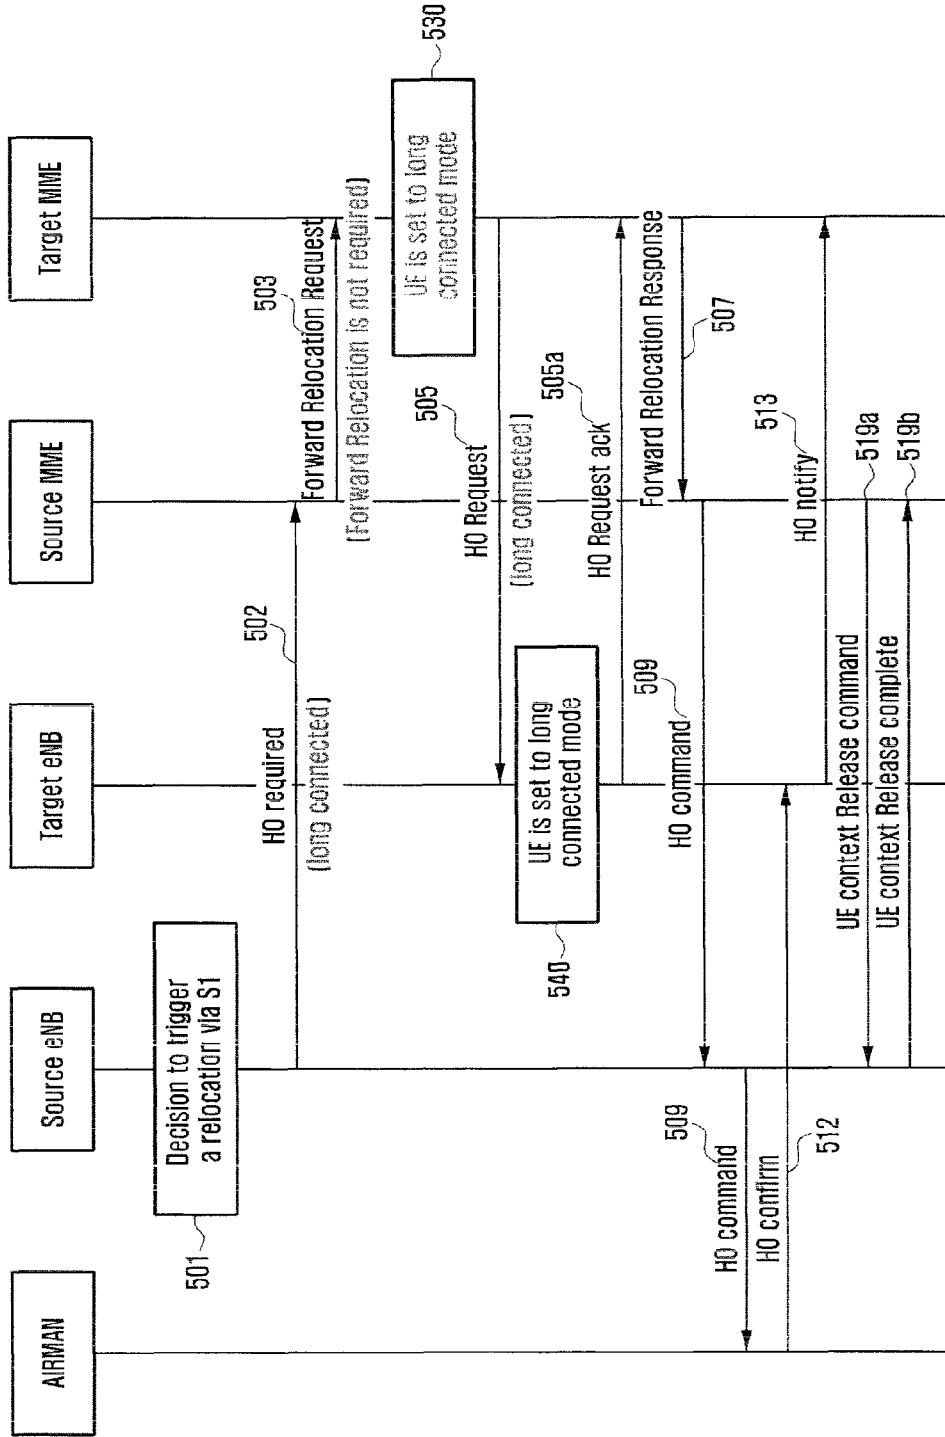 AIRMAN
Source eNB
Target eNB
Source MME
Target MME
Decision to trigger
a relocation via S1
501
HO required
502
(long connected)
Forward Relocation Request
503
(Forward Relocation is not required)
UE is set to long
connected mode
530
HO Request
505
(long connected)
UE is set to long
connected mode
540
HO Request ack
505a
Forward Relocation Response
507
HO command
509
HO command
509
HO confirm
512
HO notify
513
UE context Release command
519a
UE context Release complete
519b